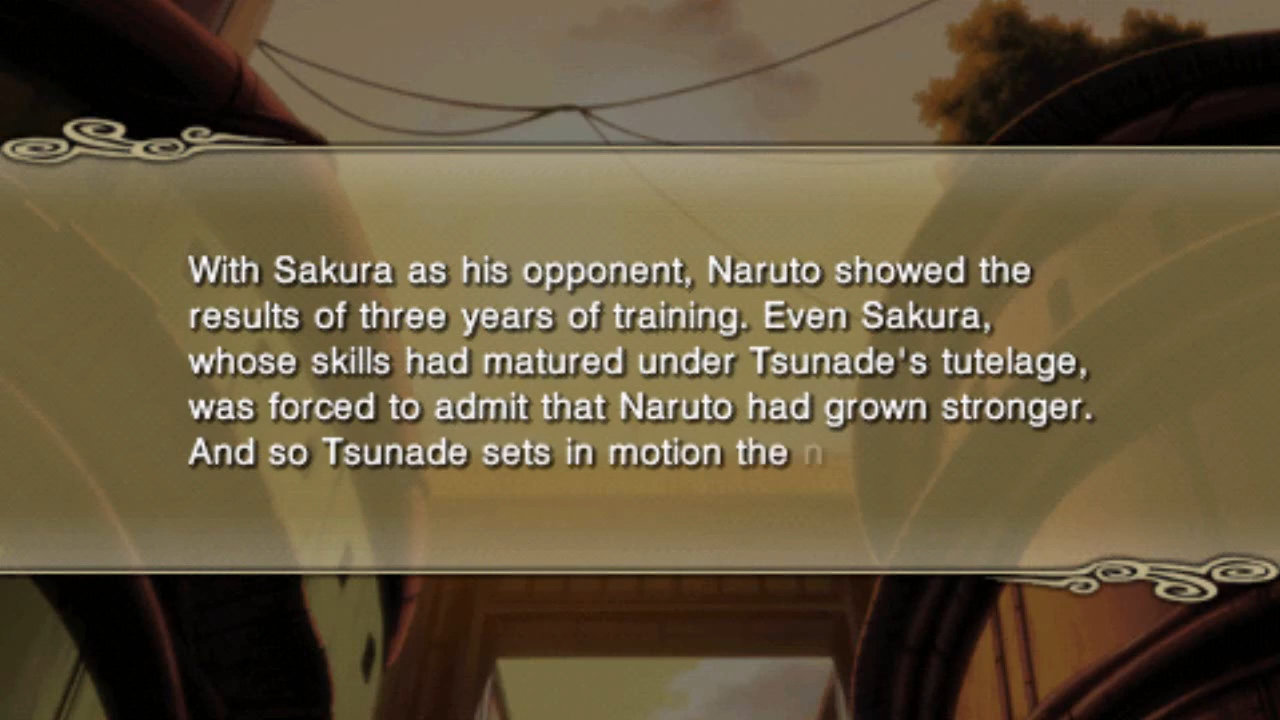 With Sakura as his opponent, Naruto showed the
results of three years of training. Even Sakura,
whose skills had matured under Tsunade's tutelage,
was forced to admit that Naruto had grown stronger.
And so Tsunade sets in motion the n